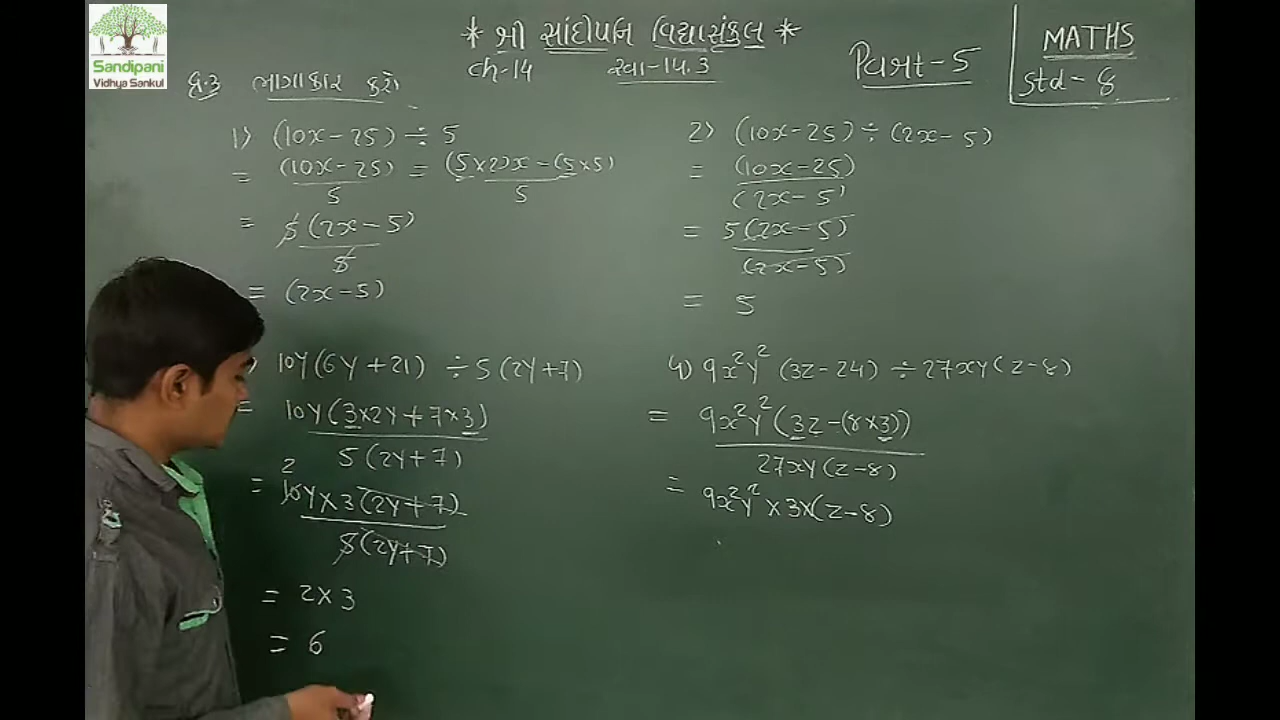 Sandipani
Vidhya Sankul
* શ્રી સાંદીપનિ વિદ્યાસંકુલ *
ch-14 સ્વા-14.3
Part-5
MATHS
Std-8
પ્ર.3 ભાગાકાર કરો
1) (10x-25) ÷ 5
= (10x-25)/5 = (5×2)x-(5×5)/5
= 5(2x-5)/5
= (2x-5)
2) (10x-25) ÷ (2x-5)
= (10x-25)/(2x-5)
= 5(2x-5)/(2x-5)
= 5
) 10y(6y+21) ÷ 5(2y+7)
= 10y(3×2y+7×3)/5(2y+7)
2
= 10y×3(2y+7)/5(2y+7)
= 2×3
= 6
4) 9x²y²(3z-24) ÷ 27xy(z-8)
= 9x²y²(3z-(8×3))/27xy(z-8)
= 9x²y²×3×(z-8)